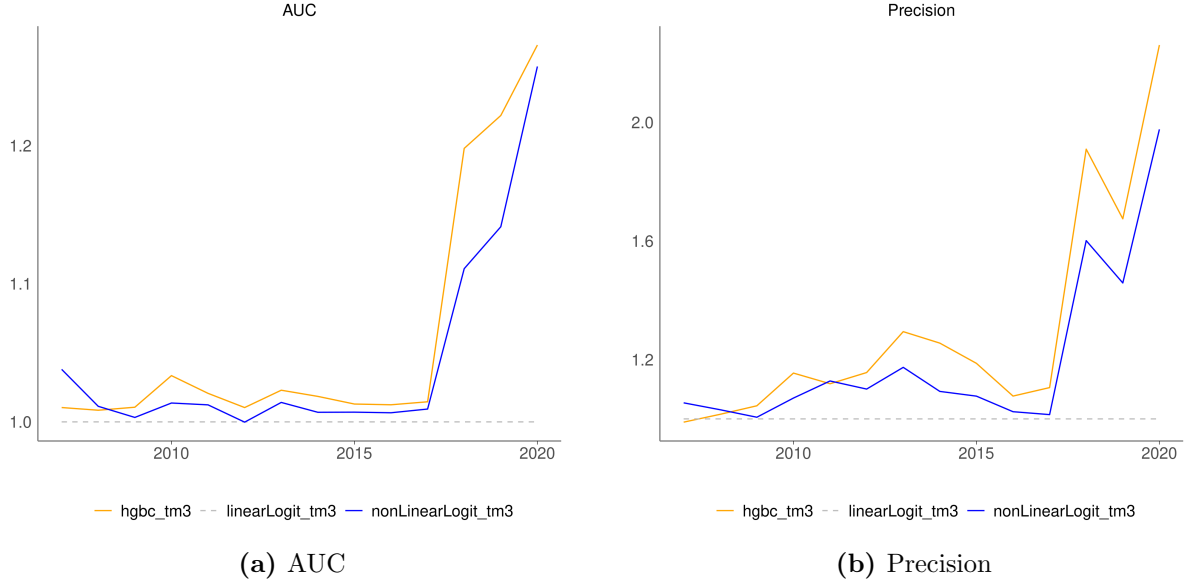 AUC
1.2
1.1
1.0
2010 2015 2020
hgbc_tm3 linearLogit_tm3 nonLinearLogit_tm3
(a) AUC
Precision
2.0
1.6
1.2
2010 2015 2020
hgbc_tm3 linearLogit_tm3 nonLinearLogit_tm3
(b) Precision